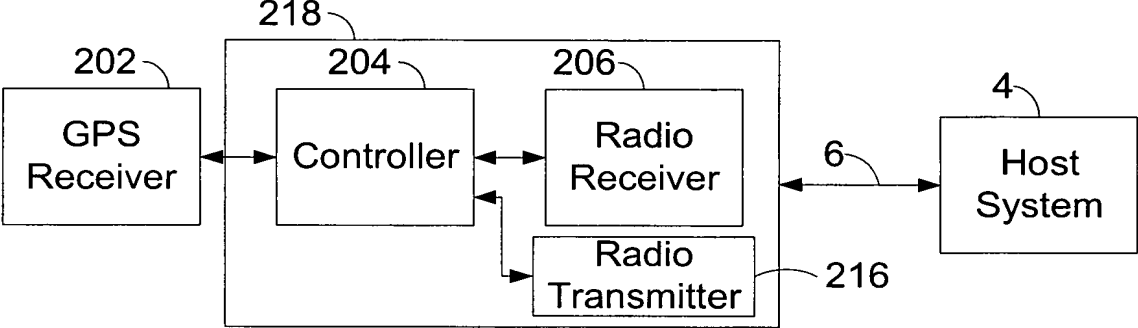 218
202
204
206
4
GPS
Receiver
Controller
Radio
Receiver
6
Host
System
Radio
Transmitter
216